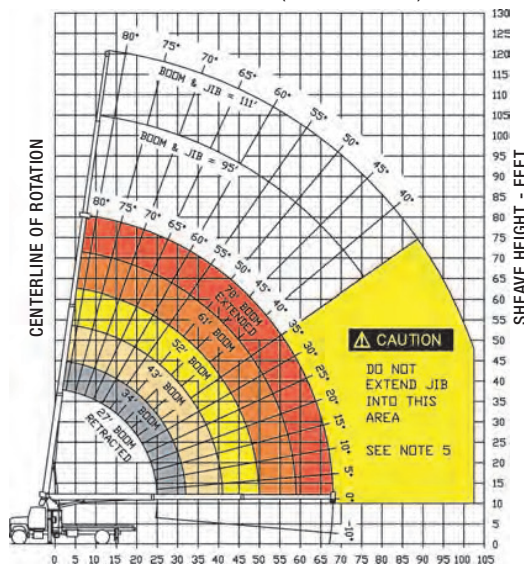 130
125
120
115
110
105
100
95
90
85
80
75
70
65
60
55
50
45
40
35
30
25
20
15
10
5
0
SHEAVE HEIGHT - FEET
CENTERLINE OF ROTATION
80° 75° 70° 65° 60° 55° 50° 45° 40°
BOOM & JIB = 111'
BOOM & JIB = 95'
80° 75° 70° 65° 60° 55° 50° 45° 40° 35° 30° 25° 20° 15° 10° 5° 0°
-10°
70' BOOM
EXTENDED
61' BOOM
52' BOOM
43' BOOM
34' BOOM
27' BOOM
RETRACTED
CAUTION
DO NOT
EXTEND JIB
INTO THIS
AREA
SEE NOTE 5
0 5 10 15 20 25 30 35 40 45 50 55 60 65 70 75 80 85 90 95 100 105